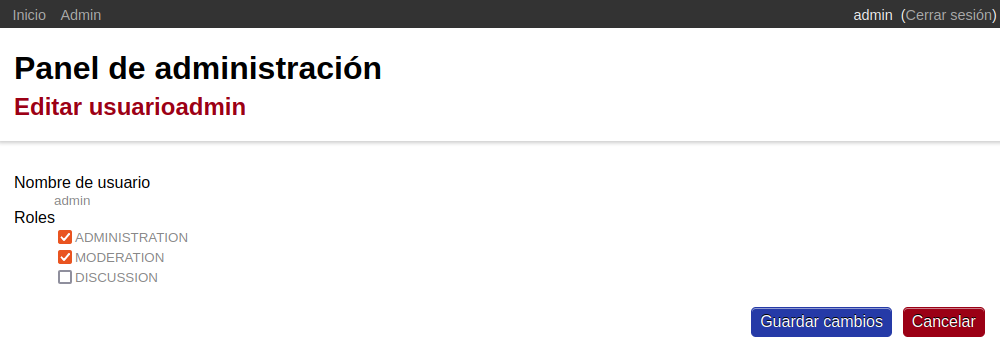 Inicio Admin admin (Cerrar sesión)
Panel de administración
Editar usuarioadmin
Nombre de usuario
admin
Roles
ADMINISTRATION
MODERATION
DISCUSSION
Guardar cambios Cancelar